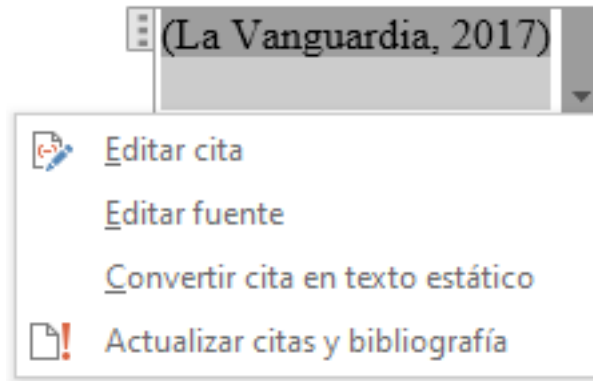 (La Vanguardia, 2017)
Editar cita
Editar fuente
Convertir cita en texto estático
Actualizar citas y bibliografía